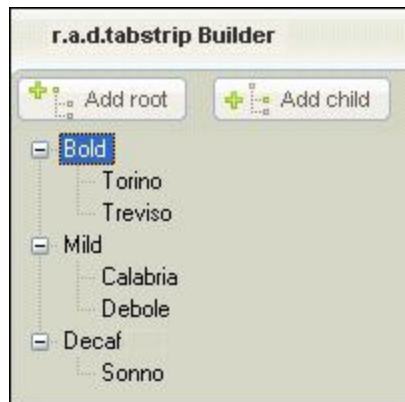 r.a.d.tabstrip Builder
Add root Add child
Bold
Torino
Treviso
Mild
Calabria
Debole
Decaf
Sonno